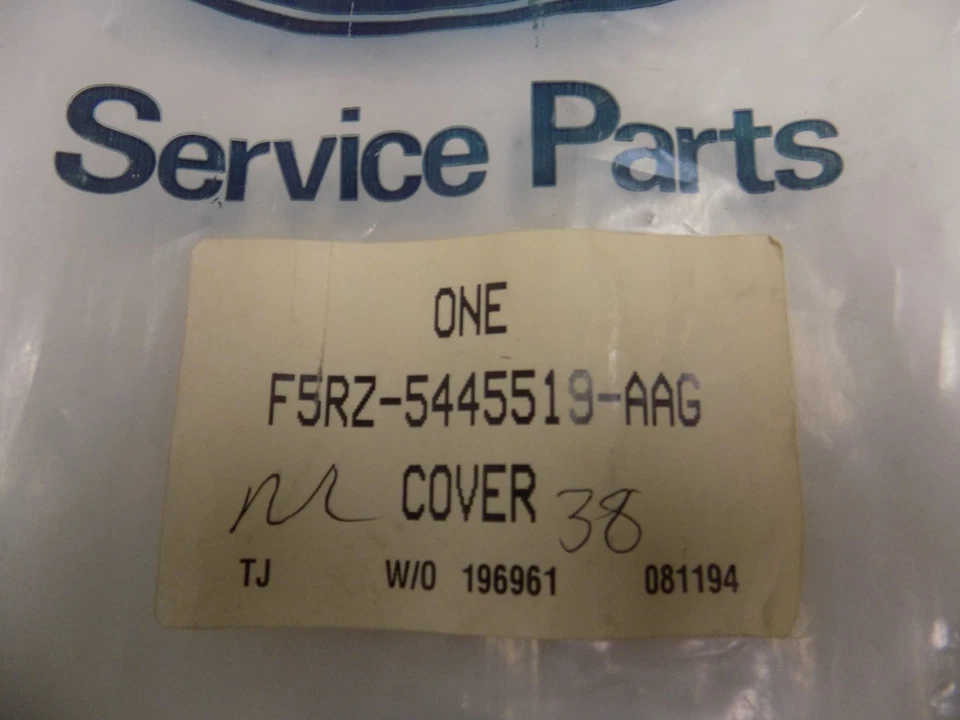 Service Parts
ONE
F5RZ-5445519-AAG
COVER 38
TJ W/O 196961 081194